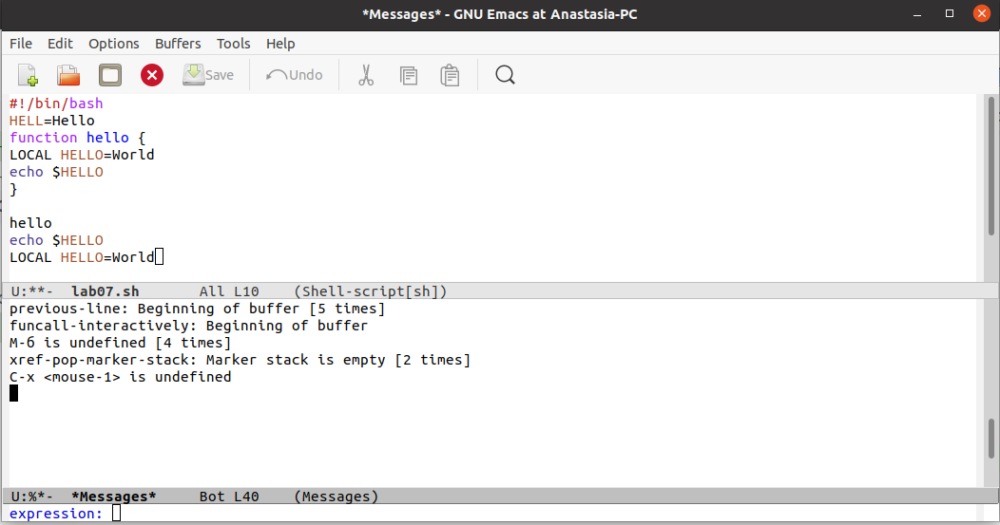 *Messages* - GNU Emacs at Anastasia-PC
File Edit Options Buffers Tools Help
Save Undo
#!/bin/bash
HELL=Hello
function hello {
LOCAL HELLO=World
echo $HELLO
}
hello
echo $HELLO
LOCAL HELLO=World
U:**- lab07.sh All L10 (Shell-script[sh])
previous-line: Beginning of buffer [5 times]
funcall-interactively: Beginning of buffer
M-б is undefined [4 times]
xref-pop-marker-stack: Marker stack is empty [2 times]
C-x <mouse-1> is undefined
U:%*- *Messages* Bot L40 (Messages)
expression: